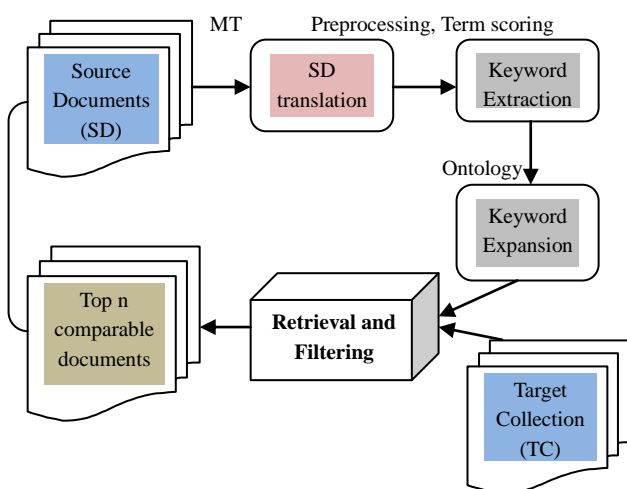 MT
Preprocessing, Term scoring
Source
Documents
(SD)
SD
translation
Keyword
Extraction
Ontology
Keyword
Expansion
Top n
comparable
documents
Retrieval and
Filtering
Target
Collection
(TC)